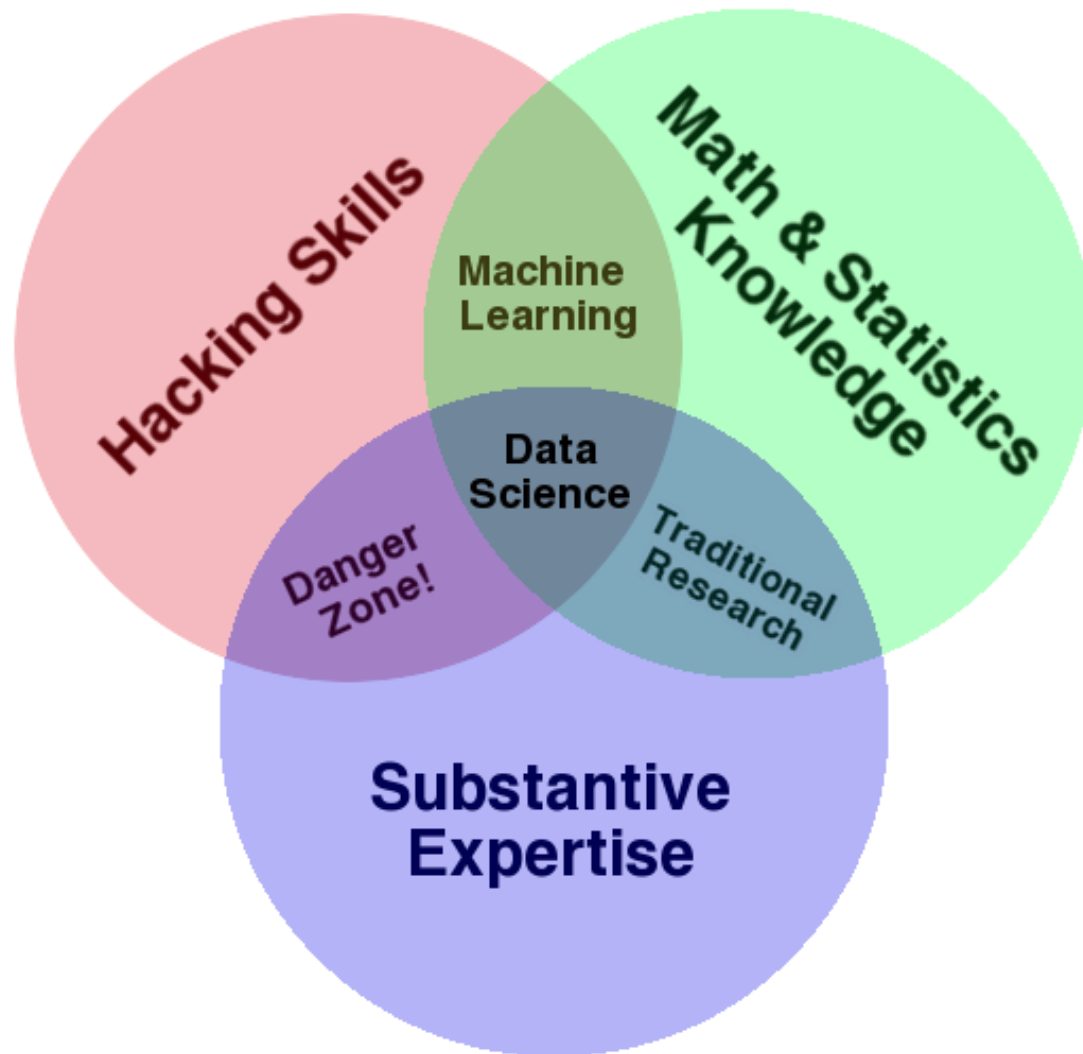 Hacking Skills
Math & Statistics
Knowledge
Machine
Learning
Data
Science
Danger
Zone!
Traditional
Research
Substantive
Expertise